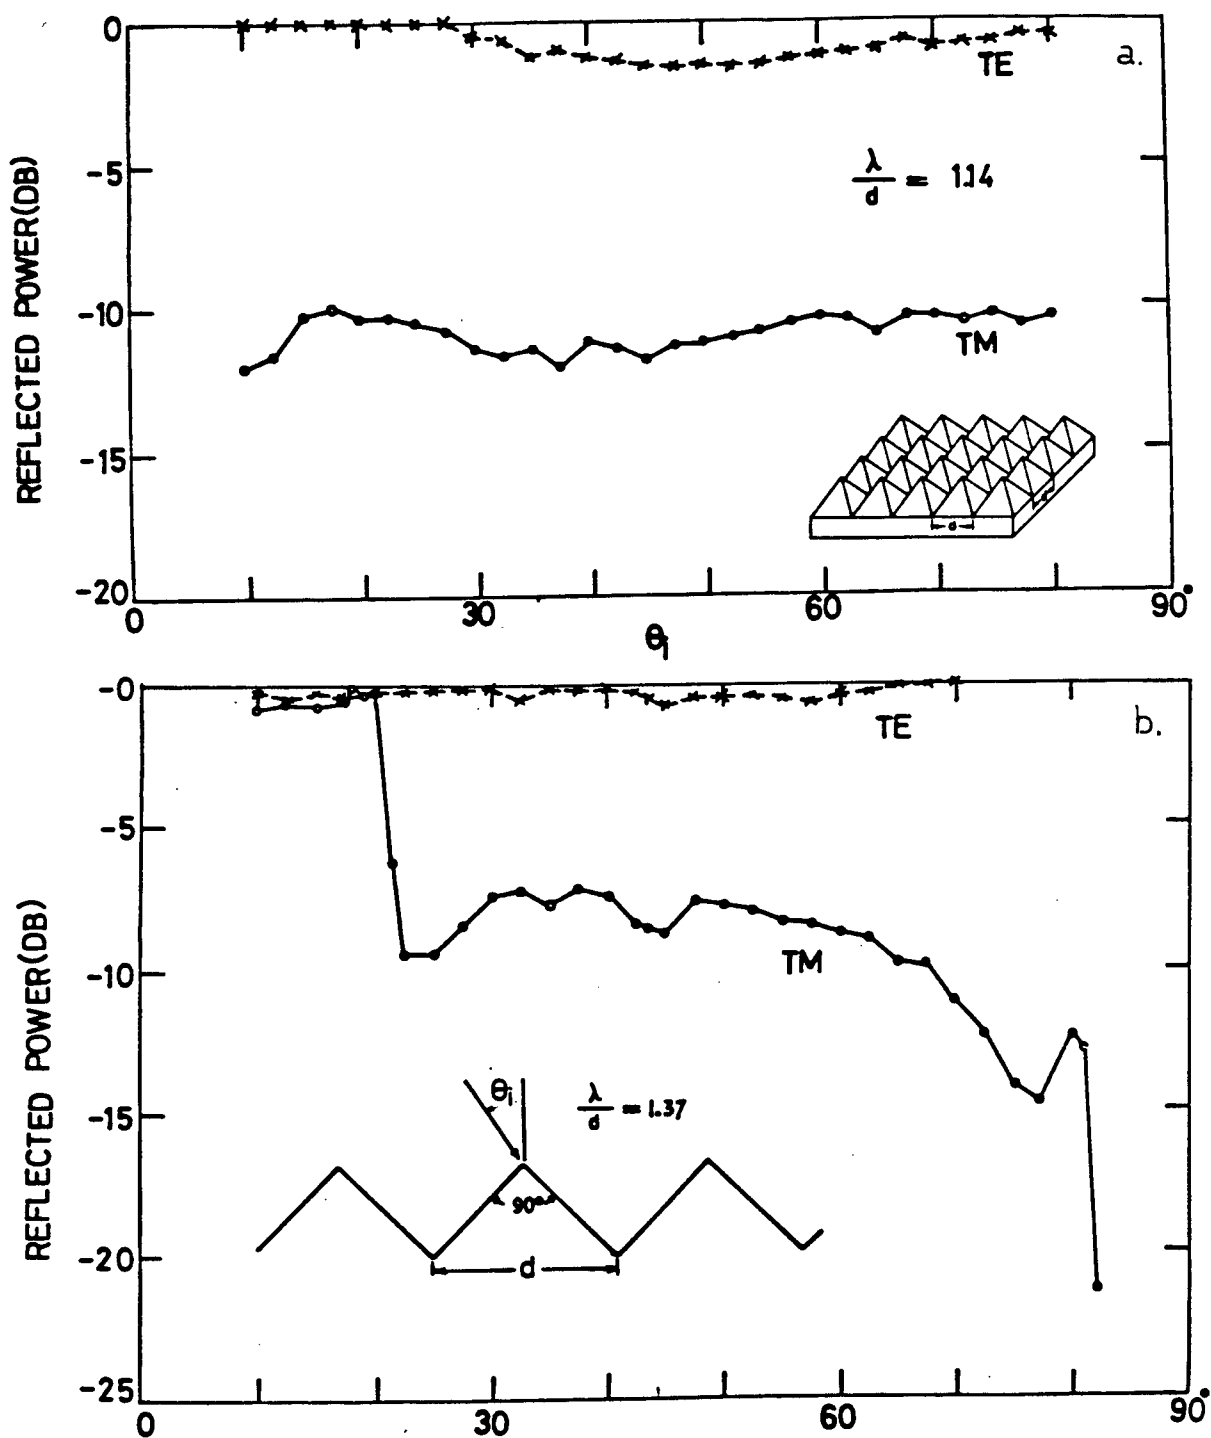 REFLECTED POWER(DB)
0
-5
-10
-15
-20
TE
a.
λ/d = 1.14
TM
d
d
0
30
60
90°
θi
REFLECTED POWER(DB)
-0
-5
-10
-15
-20
-25
TE
b.
TM
θi
λ/d = 1.37
90°
d
0
30
60
90°